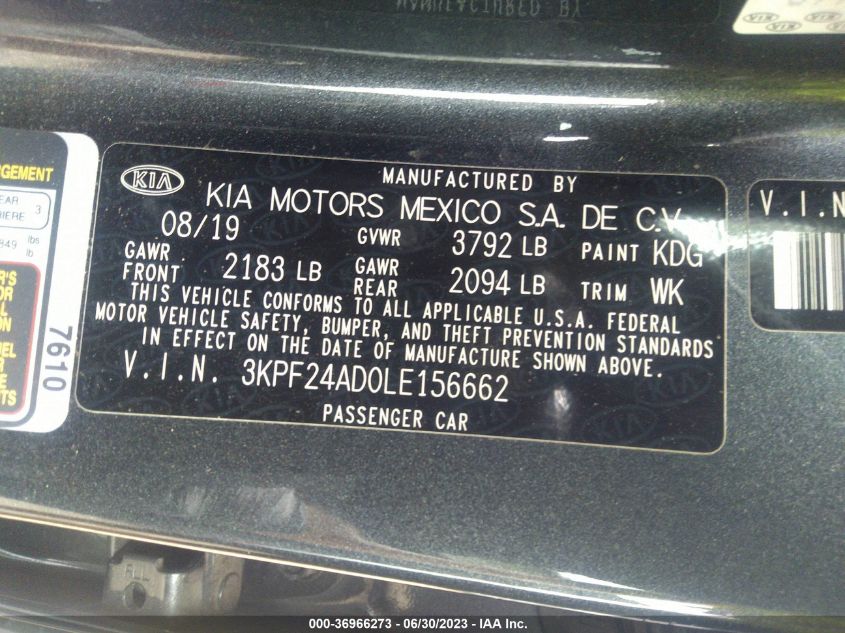 MANUFACTURED BY
KIA
KIA MOTORS MEXICO S.A. DE C.V.
08/19 GVWR 3792 LB PAINT KDG
GAWR FRONT 2183 LB GAWR REAR 2094 LB TRIM WK
THIS VEHICLE CONFORMS TO ALL APPLICABLE U.S.A. FEDERAL
MOTOR VEHICLE SAFETY, BUMPER, AND THEFT PREVENTION STANDARDS
IN EFFECT ON THE DATE OF MANUFACTURE SHOWN ABOVE.
V.I.N. 3KPF24AD0LE156662
PASSENGER CAR
V.I.N
3
lbs
7610
000-36966273 - 06/30/2023 - IAA Inc.